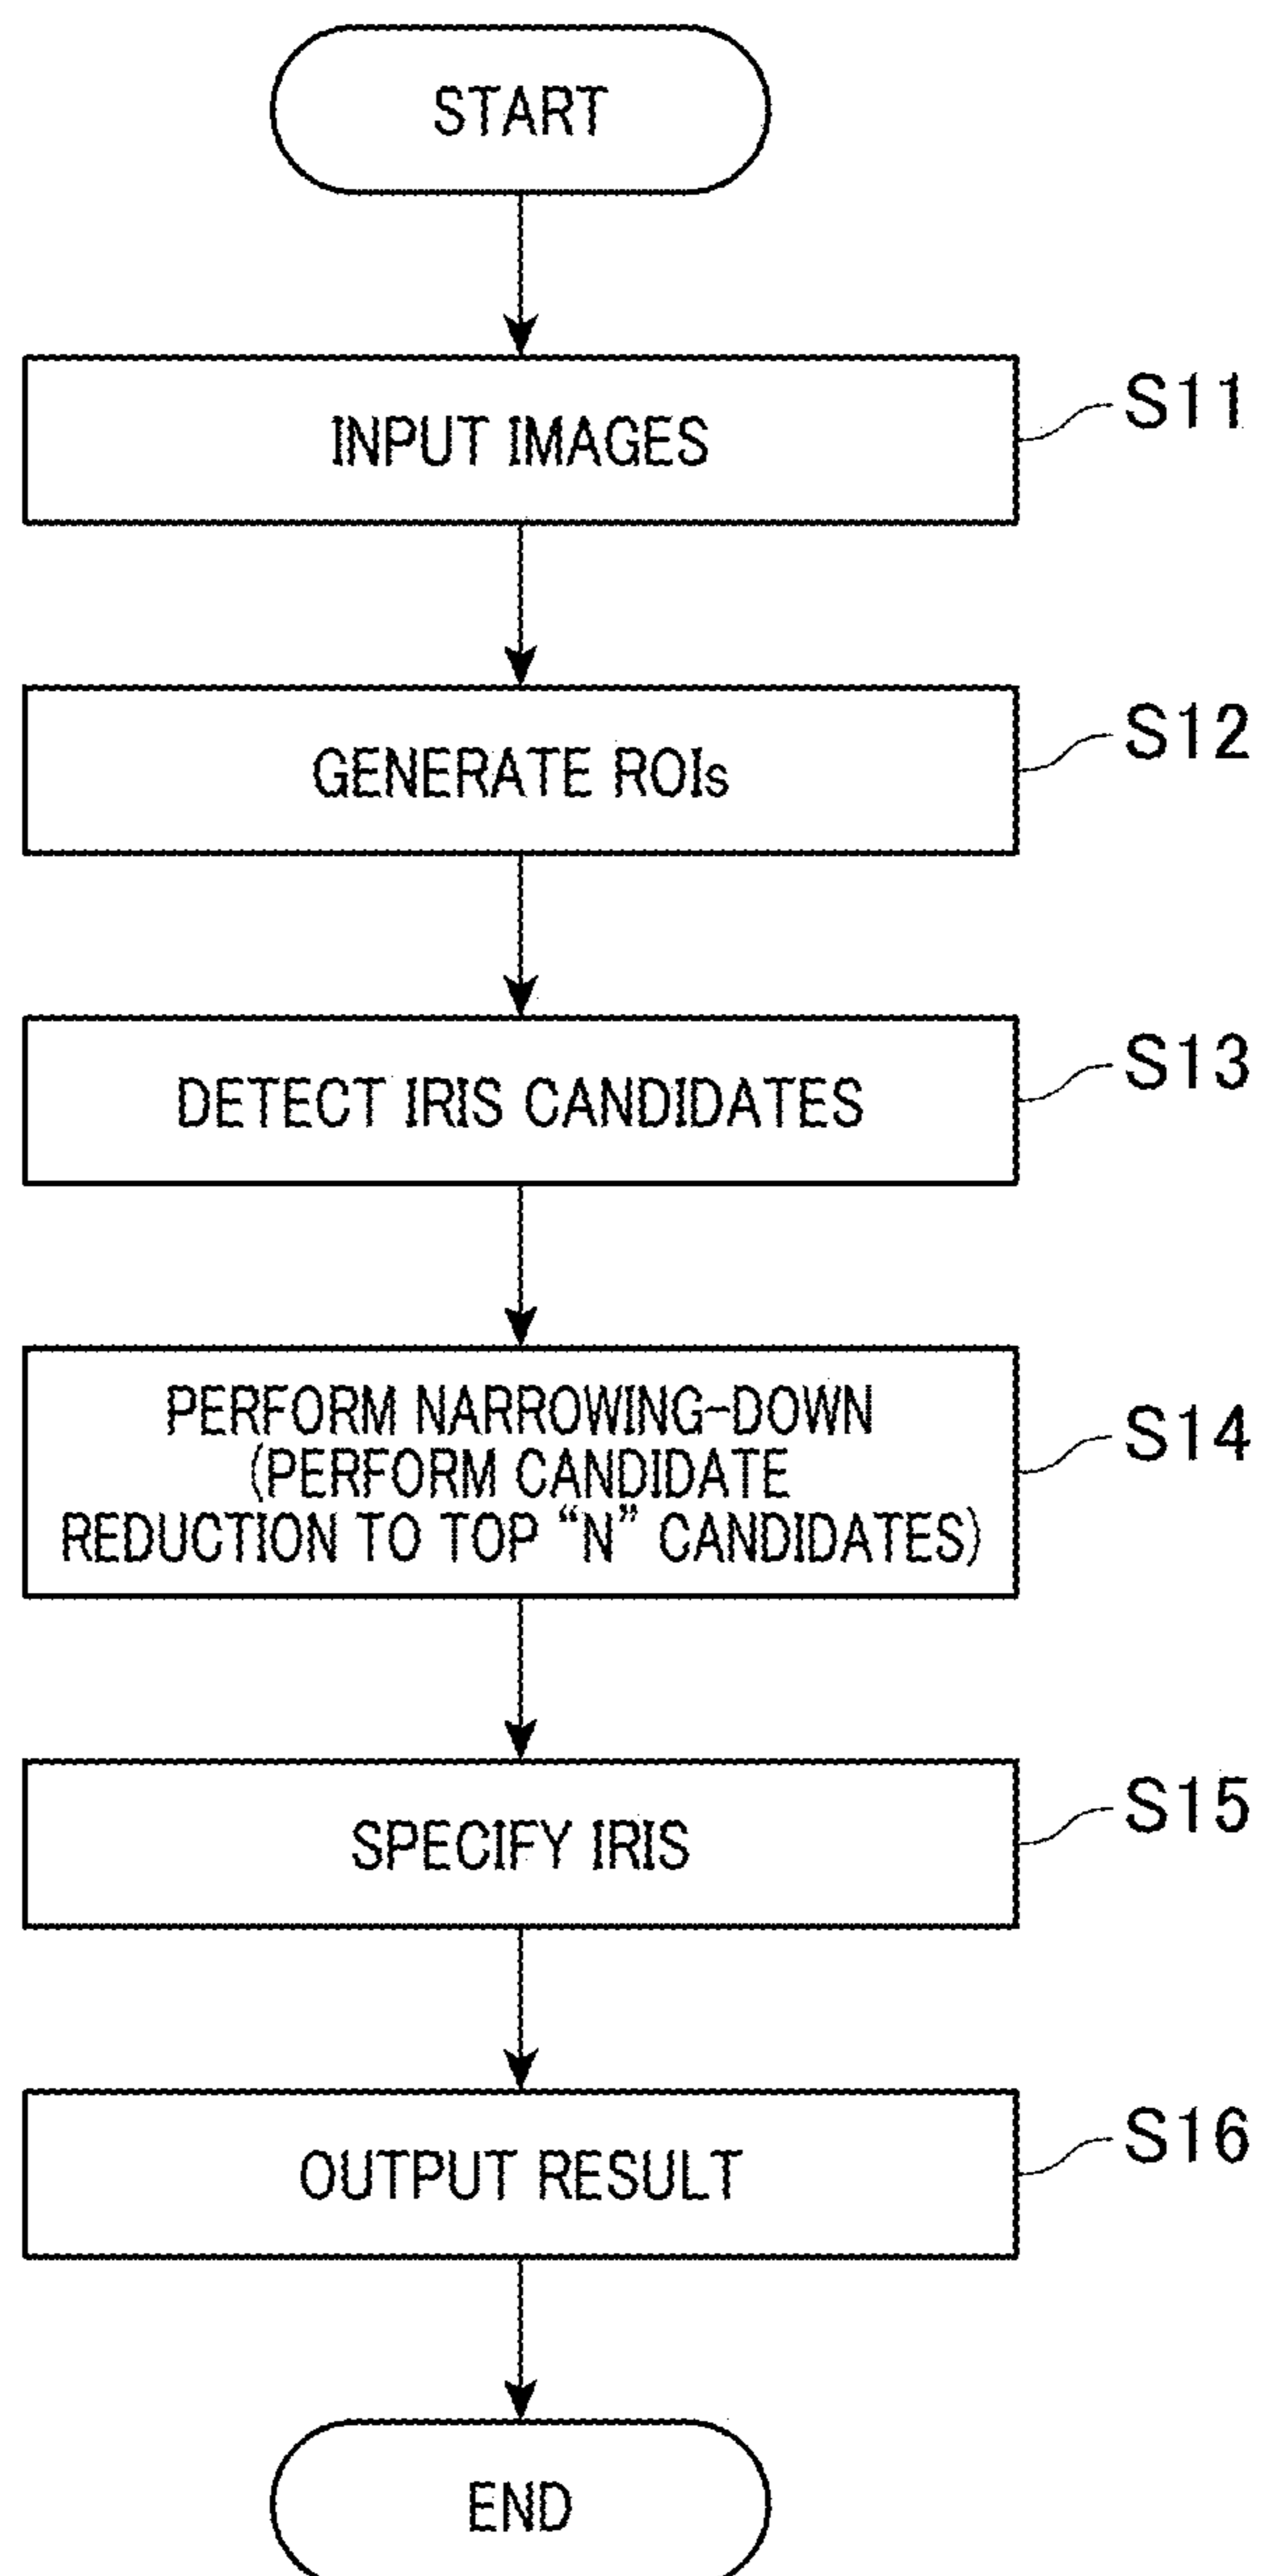 START
INPUT IMAGES
S11
GENERATE ROIs
S12
DETECT IRIS CANDIDATES
S13
PERFORM NARROWING-DOWN
(PERFORM CANDIDATE
REDUCTION TO TOP “N” CANDIDATES)
S14
SPECIFY IRIS
S15
OUTPUT RESULT
S16
END